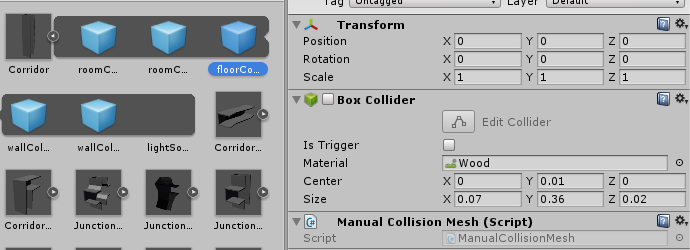 Tag Untagged Layer Default
Corridor roomC... roomC... floorCo...
wallCol... wallCol... lightSo... Corridor...
Corridor... Junction... Junction... Junction...
Transform
Position X 0 Y 0 Z 0
Rotation X 0 Y 0 Z 0
Scale X 1 Y 1 Z 1
Box Collider
Edit Collider
Is Trigger
Material Wood
Center X 0 Y 0.01 Z 0
Size X 0.07 Y 0.36 Z 0.02
Manual Collision Mesh (Script)
Script ManualCollisionMesh